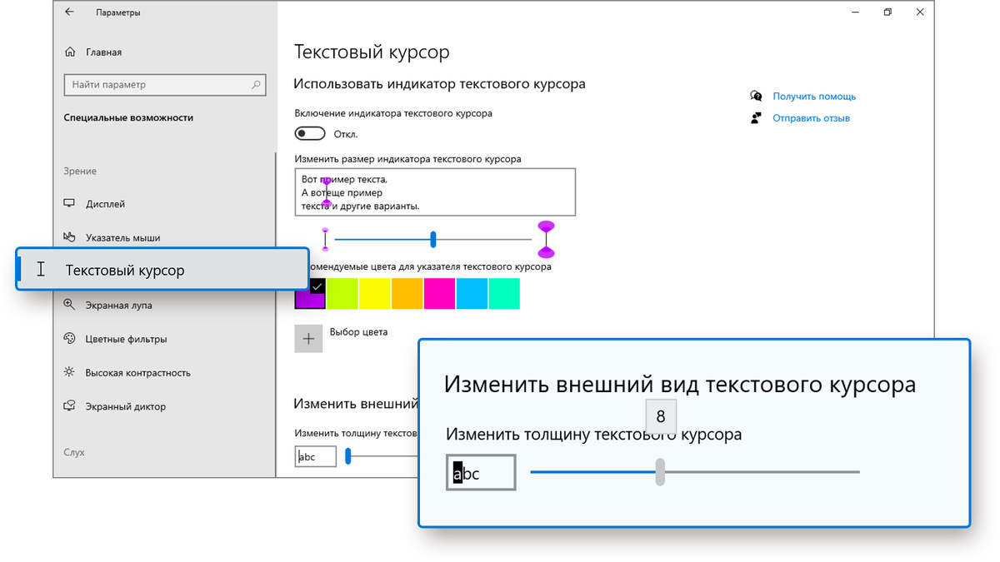 Параметры
Главная
Найти параметр
Специальные возможности
Зрение
Дисплей
Указатель мыши
Текстовый курсор
Экранная лупа
Цветные фильтры
Высокая контрастность
Экранный диктор
Слух
Текстовый курсор
Использовать индикатор текстового курсора
Включение индикатора текстового курсора
Откл.
Изменить размер индикатора текстового курсора
Вот пример текста,
А вот еще пример
текста и другие варианты.
омендуемые цвета для указателя текстового курсора
Выбор цвета
Изменить внешний
Изменить толщину текстов
abc
Получить помощь
Отправить отзыв
Изменить внешний вид текстового курсора
8
Изменить толщину текстового курсора
abc